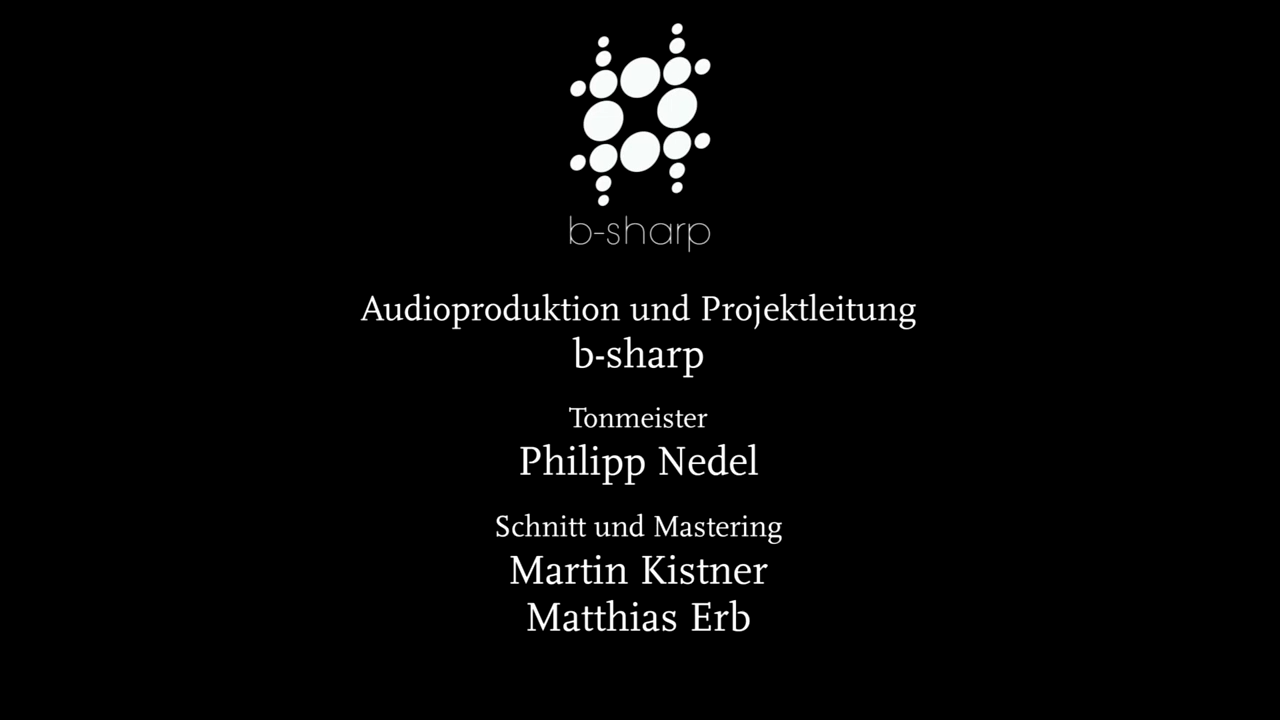 b-sharp
Audioproduktion und Projektleitung
b-sharp
Tonmeister
Philipp Nedel
Schnitt und Mastering
Martin Kistner
Matthias Erb